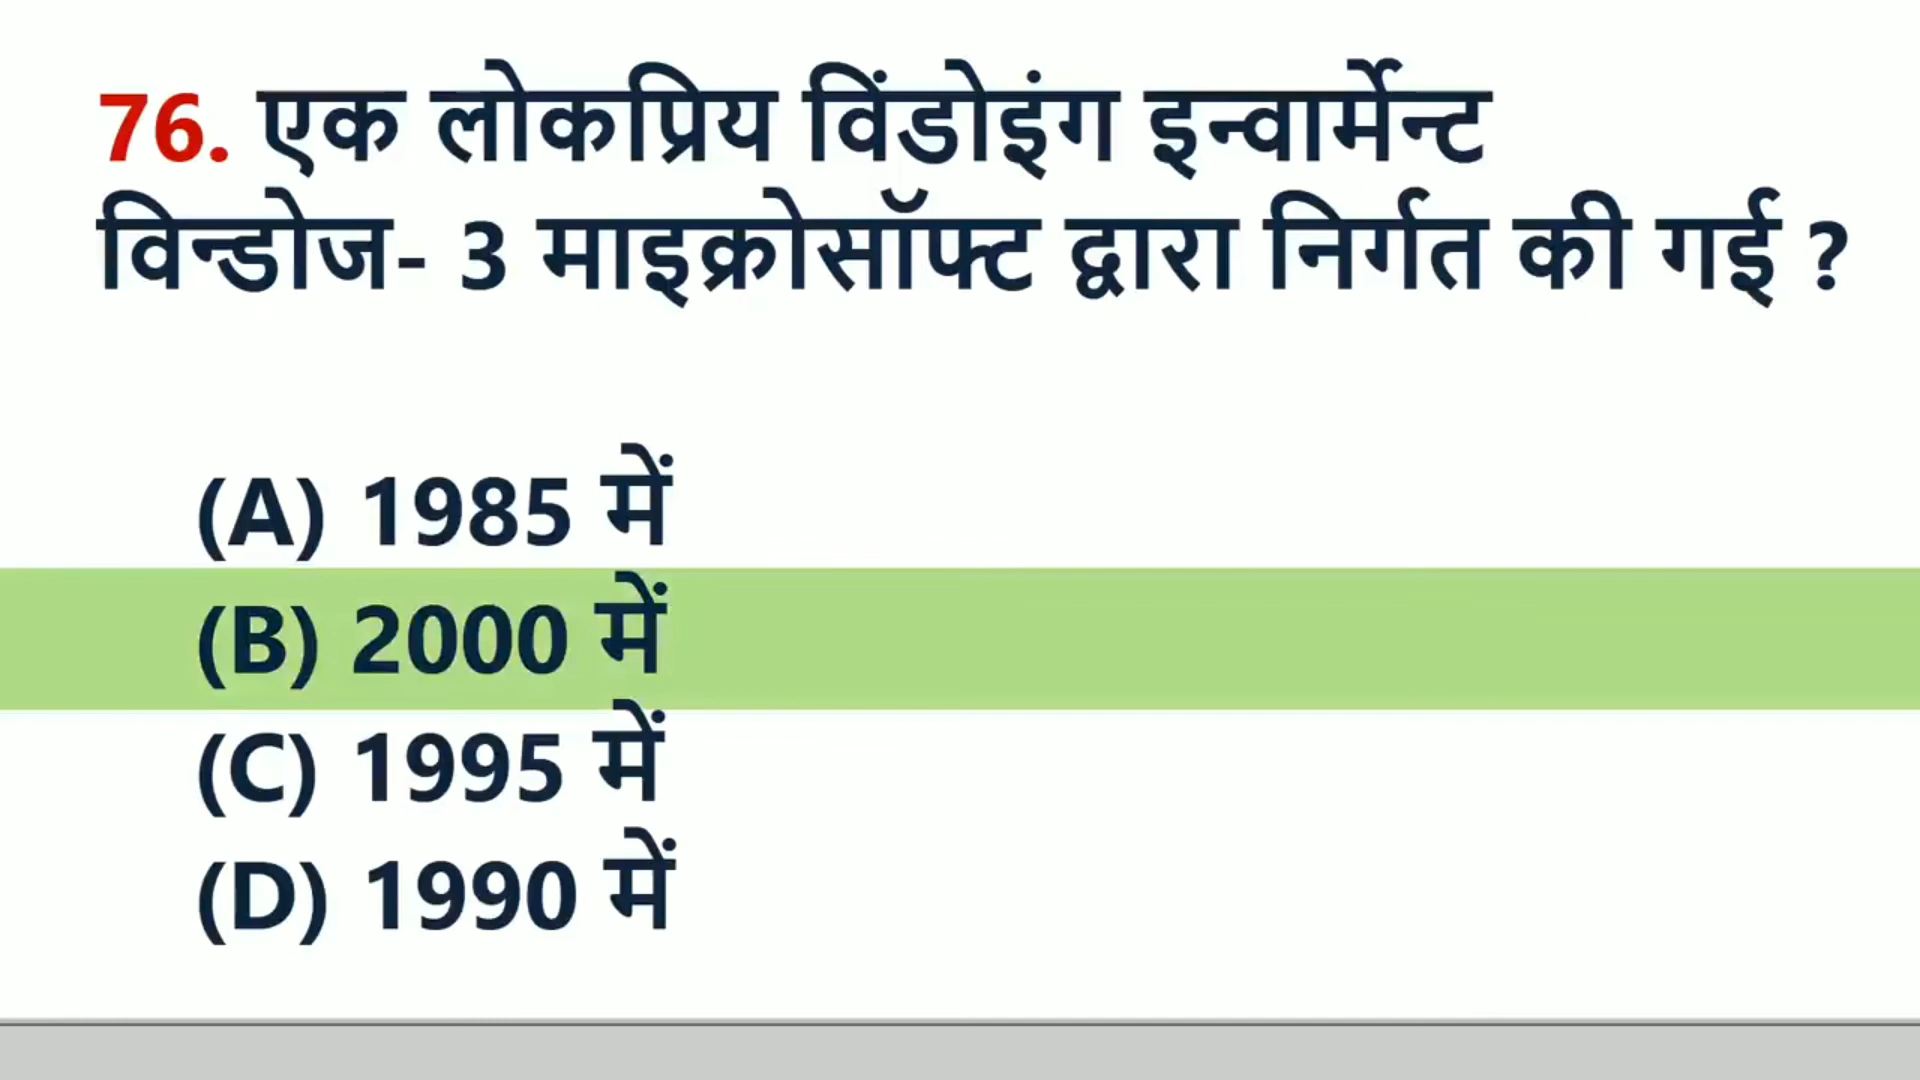 76. एक लोकप्रिय विंडोइंग इन्वार्मेन्ट
विन्डोज- 3 माइक्रोसॉफ्ट द्वारा निर्गत की गई ?
(A) 1985 में
(B) 2000 में
(C) 1995 में
(D) 1990 में